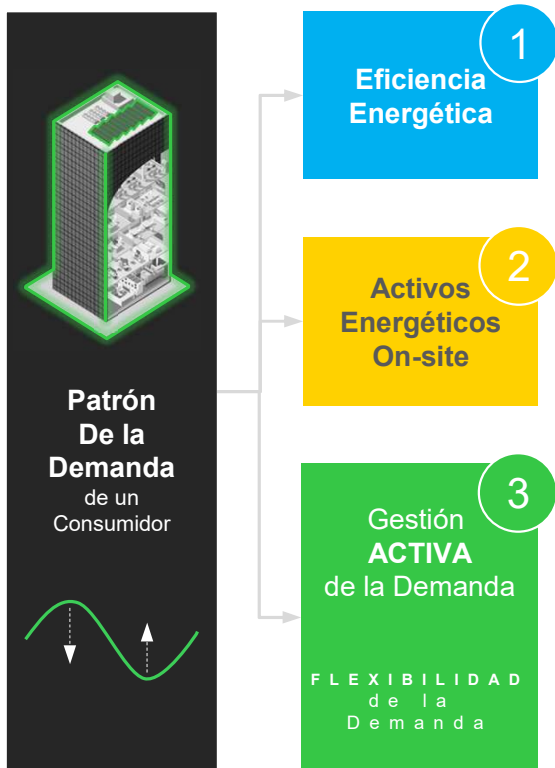 Patrón
De la
Demanda
de un
Consumidor
1
Eficiencia
Energética
2
Activos
Energéticos
On-site
3
Gestión
ACTIVA
de la Demanda
FLEXIBILIDAD
de la
Demanda